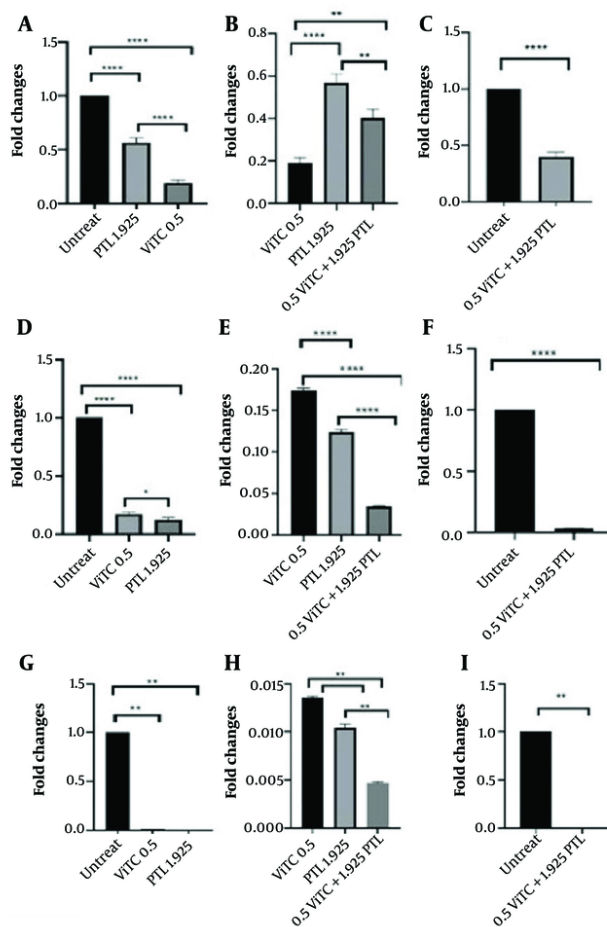 A
Fold changes
1.5
1.0
0.5
0.0
****
****
****
Untreat
PTL 1.925
ViTC 0.5
B
Fold changes
0.8
0.6
0.4
0.2
0.0
**
****
**
ViTC 0.5
PTL 1.925
0.5 ViTC + 1.925 PTL
C
Fold changes
1.5
1.0
0.5
0.0
****
Untreat
0.5 ViTC + 1.925 PTL
D
Fold changes
1.5
1.0
0.5
0.0
****
****
*
Untreat
ViTC 0.5
PTL 1.925
E
Fold changes
0.20
0.15
0.10
0.05
0.00
****
****
****
ViTC 0.5
PTL 1.925
0.5 ViTC + 1.925 PTL
F
Fold changes
1.5
1.0
0.5
0.0
****
Untreat
0.5 ViTC + 1.925 PTL
G
Fold changes
1.5
1.0
0.5
0.0
**
**
Untreat
ViTC 0.5
PTL 1.925
H
Fold changes
0.015
0.010
0.005
0.000
**
**
ViTC 0.5
PTL 1.925
0.5 ViTC + 1.925 PTL
I
Fold changes
1.5
1.0
0.5
0.0
**
Untreat
0.5 ViTC + 1.925 PTL